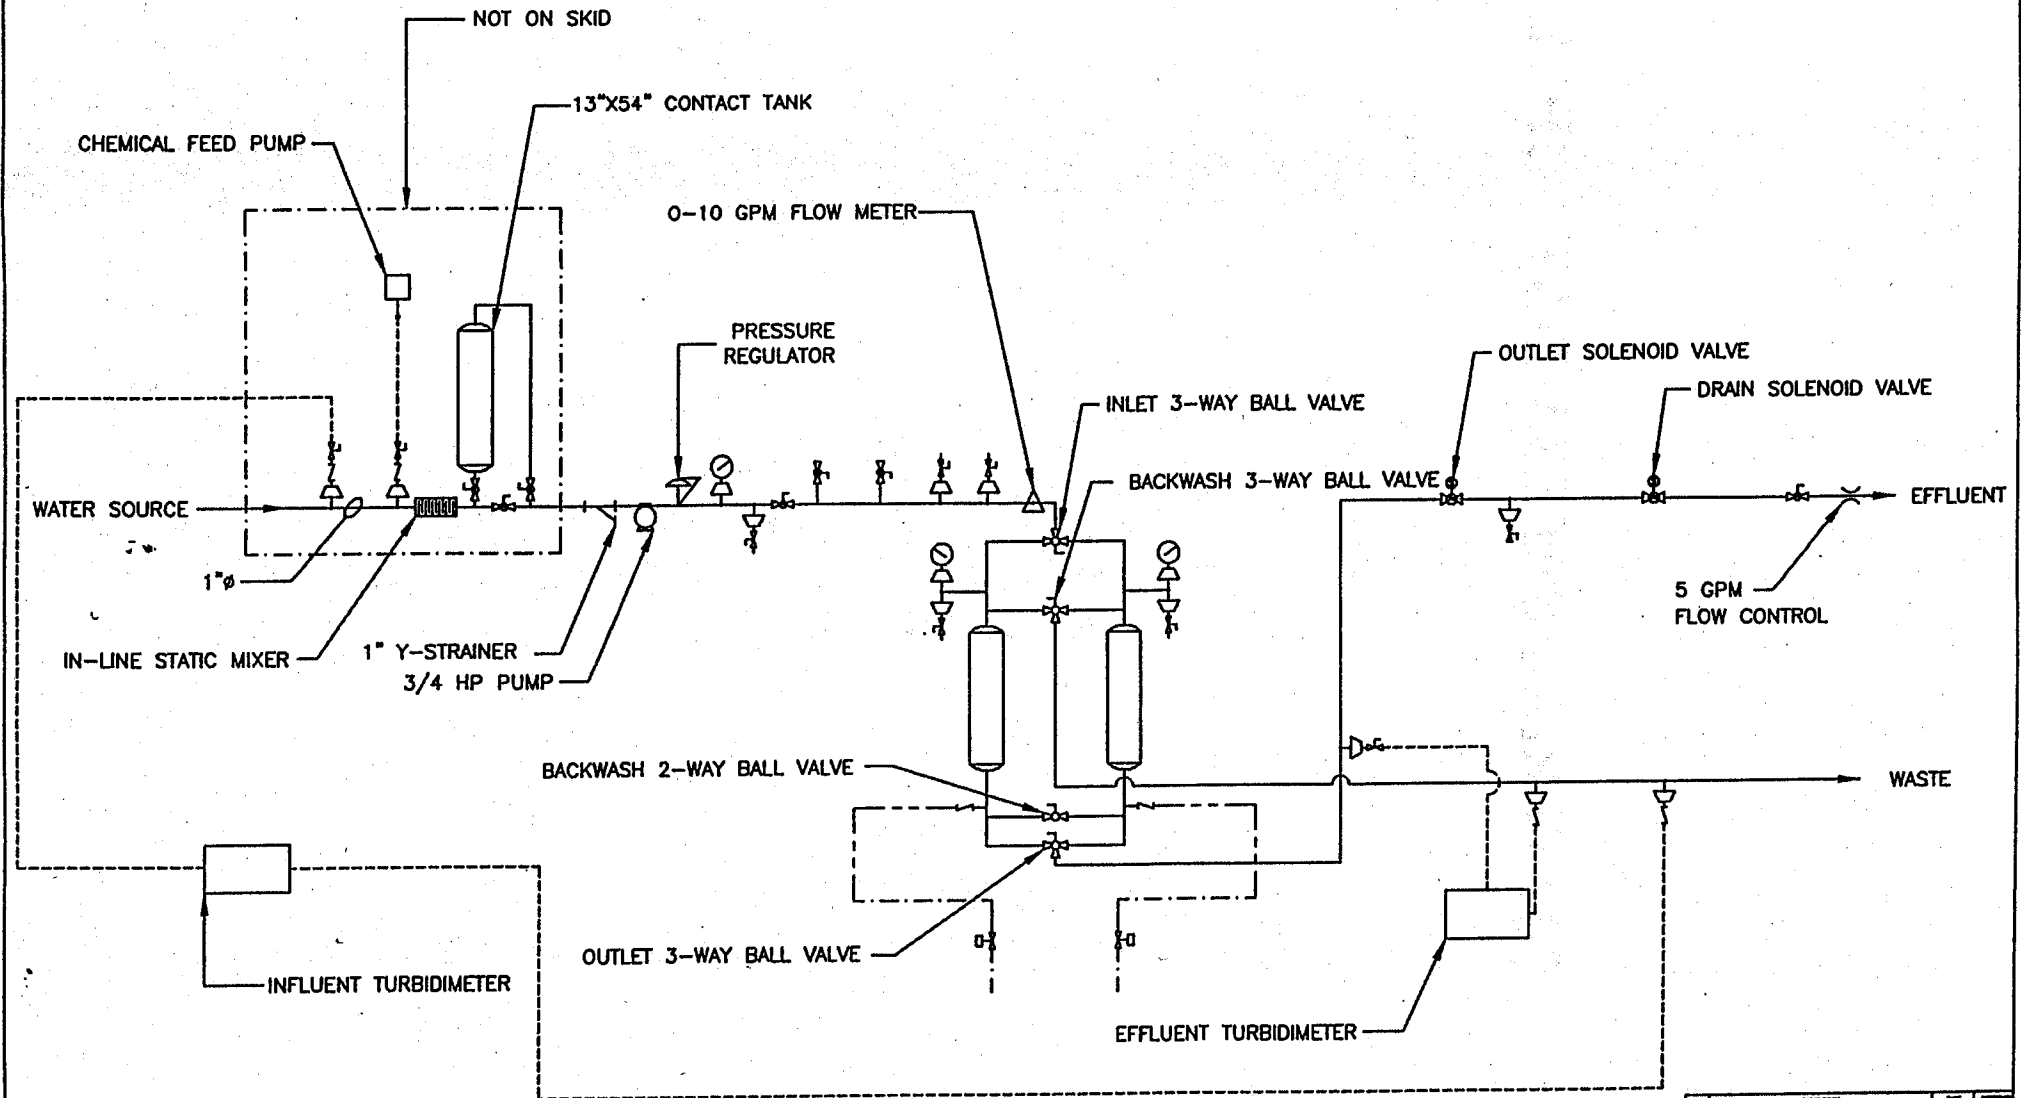 NOT ON SKID
13"X54" CONTACT TANK
CHEMICAL FEED PUMP
0-10 GPM FLOW METER
PRESSURE
REGULATOR
OUTLET SOLENOID VALVE
DRAIN SOLENOID VALVE
INLET 3-WAY BALL VALVE
BACKWASH 3-WAY BALL VALVE
WATER SOURCE
EFFLUENT
1"ø
5 GPM
FLOW CONTROL
IN-LINE STATIC MIXER
1" Y-STRAINER
3/4 HP PUMP
BACKWASH 2-WAY BALL VALVE
WASTE
OUTLET 3-WAY BALL VALVE
INFLUENT TURBIDIMETER
EFFLUENT TURBIDIMETER